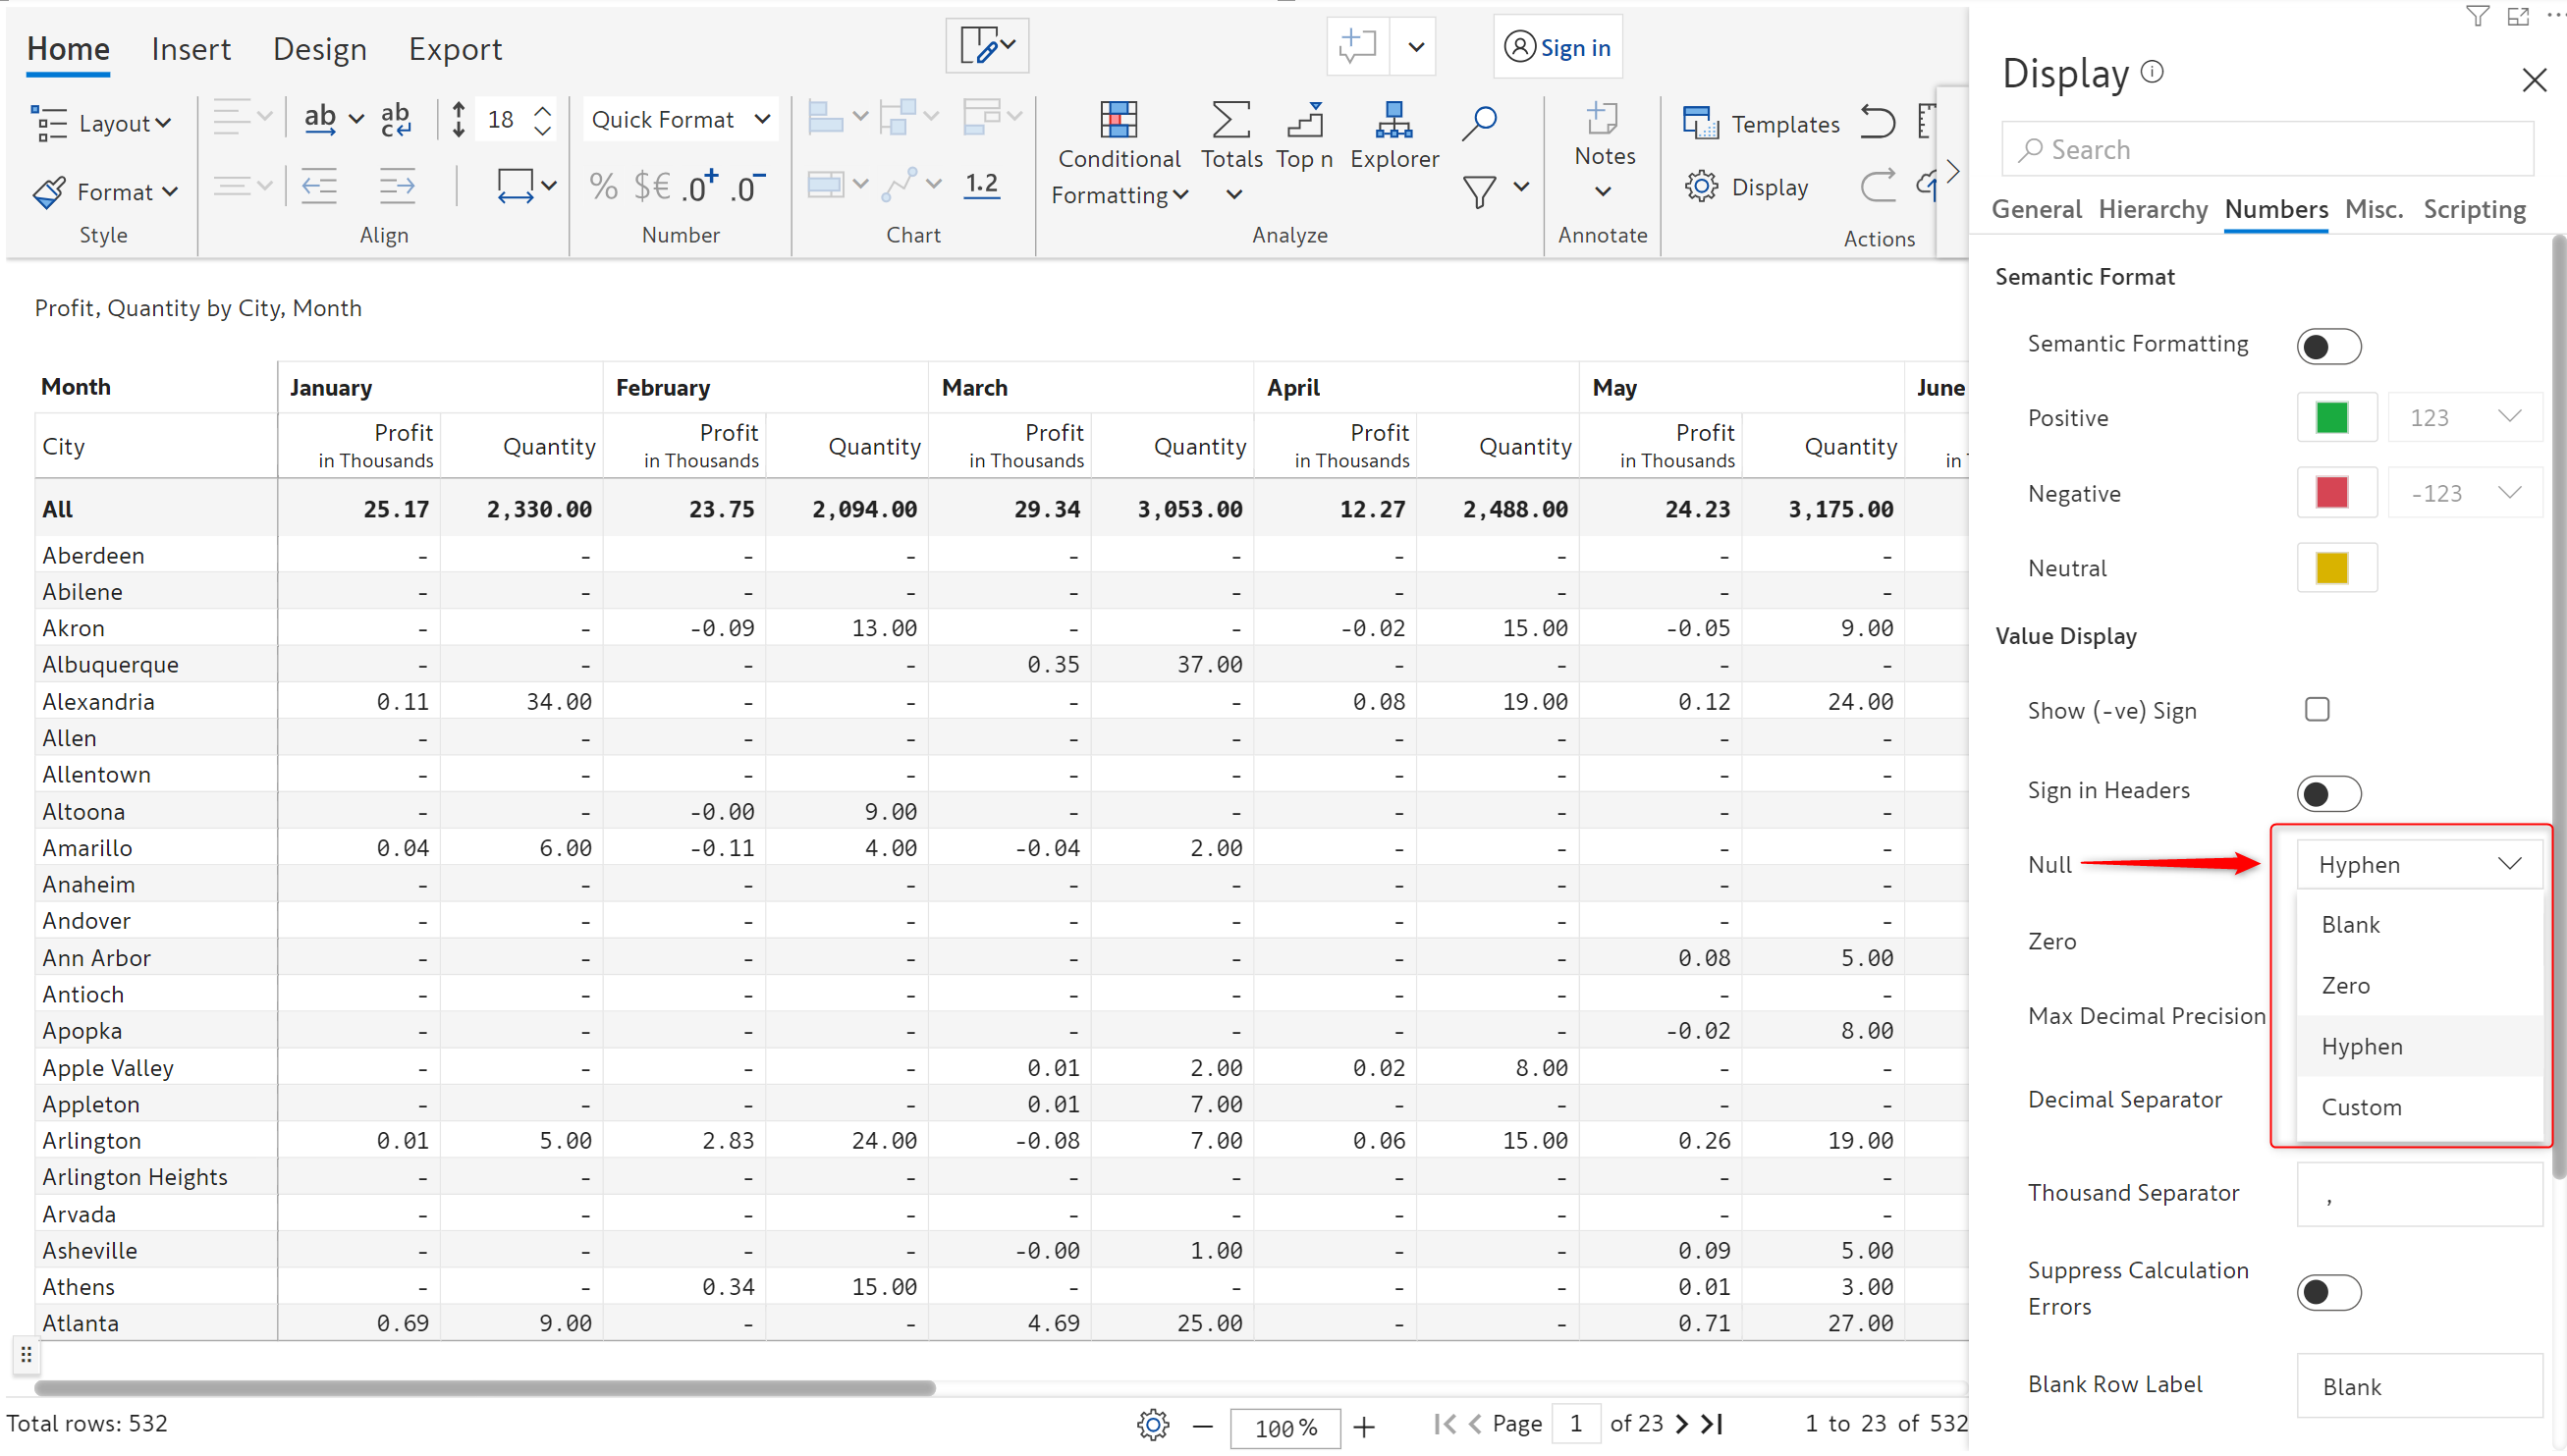 Home Insert Design Export Sign in
Layout ab ab 18 Quick Format
c
Format % $€ .0+ .0- 1.2
Conditional Formatting Totals Top n Explorer
Notes
Templates
Display
Style Align Number Chart Analyze Annotate Actions
Profit, Quantity by City, Month
Month January February March April May June
City Profit in Thousands Quantity Profit in Thousands Quantity Profit in Thousands Quantity Profit in Thousands Quantity Profit in Thousands Quantity in
All 25.17 2,330.00 23.75 2,094.00 29.34 3,053.00 12.27 2,488.00 24.23 3,175.00
Aberdeen - - - - - - - - - -
Abilene - - - - - - - - - -
Akron - - -0.09 13.00 - - -0.02 15.00 -0.05 9.00
Albuquerque - - - - 0.35 37.00 - - - -
Alexandria 0.11 34.00 - - - - 0.08 19.00 0.12 24.00
Allen - - - - - - - - - -
Allentown - - - - - - - - - -
Altoona - - -0.00 9.00 - - - - - -
Amarillo 0.04 6.00 -0.11 4.00 -0.04 2.00 - - - -
Anaheim - - - - - - - - - -
Andover - - - - - - - - - -
Ann Arbor - - - - - - - - 0.08 5.00
Antioch - - - - - - - - - -
Apopka - - - - - - - - -0.02 8.00
Apple Valley - - - - 0.01 2.00 0.02 8.00 - -
Appleton - - - - 0.01 7.00 - - - -
Arlington 0.01 5.00 2.83 24.00 -0.08 7.00 0.06 15.00 0.26 19.00
Arlington Heights - - - - - - - - - -
Arvada - - - - - - - - - -
Asheville - - - - -0.00 1.00 - - 0.09 5.00
Athens - - 0.34 15.00 - - - - 0.01 3.00
Atlanta 0.69 9.00 - - 4.69 25.00 - - 0.71 27.00
Total rows: 532 100% Page 1 of 23 1 to 23 of 532
Display
Search
General Hierarchy Numbers Misc. Scripting
Semantic Format
Semantic Formatting
Positive 123
Negative -123
Neutral
Value Display
Show (-ve) Sign
Sign in Headers
Null Hyphen
Blank
Zero
Zero
Max Decimal Precision
Hyphen
Decimal Separator
Custom
Thousand Separator ,
Suppress Calculation
Errors
Blank Row Label Blank